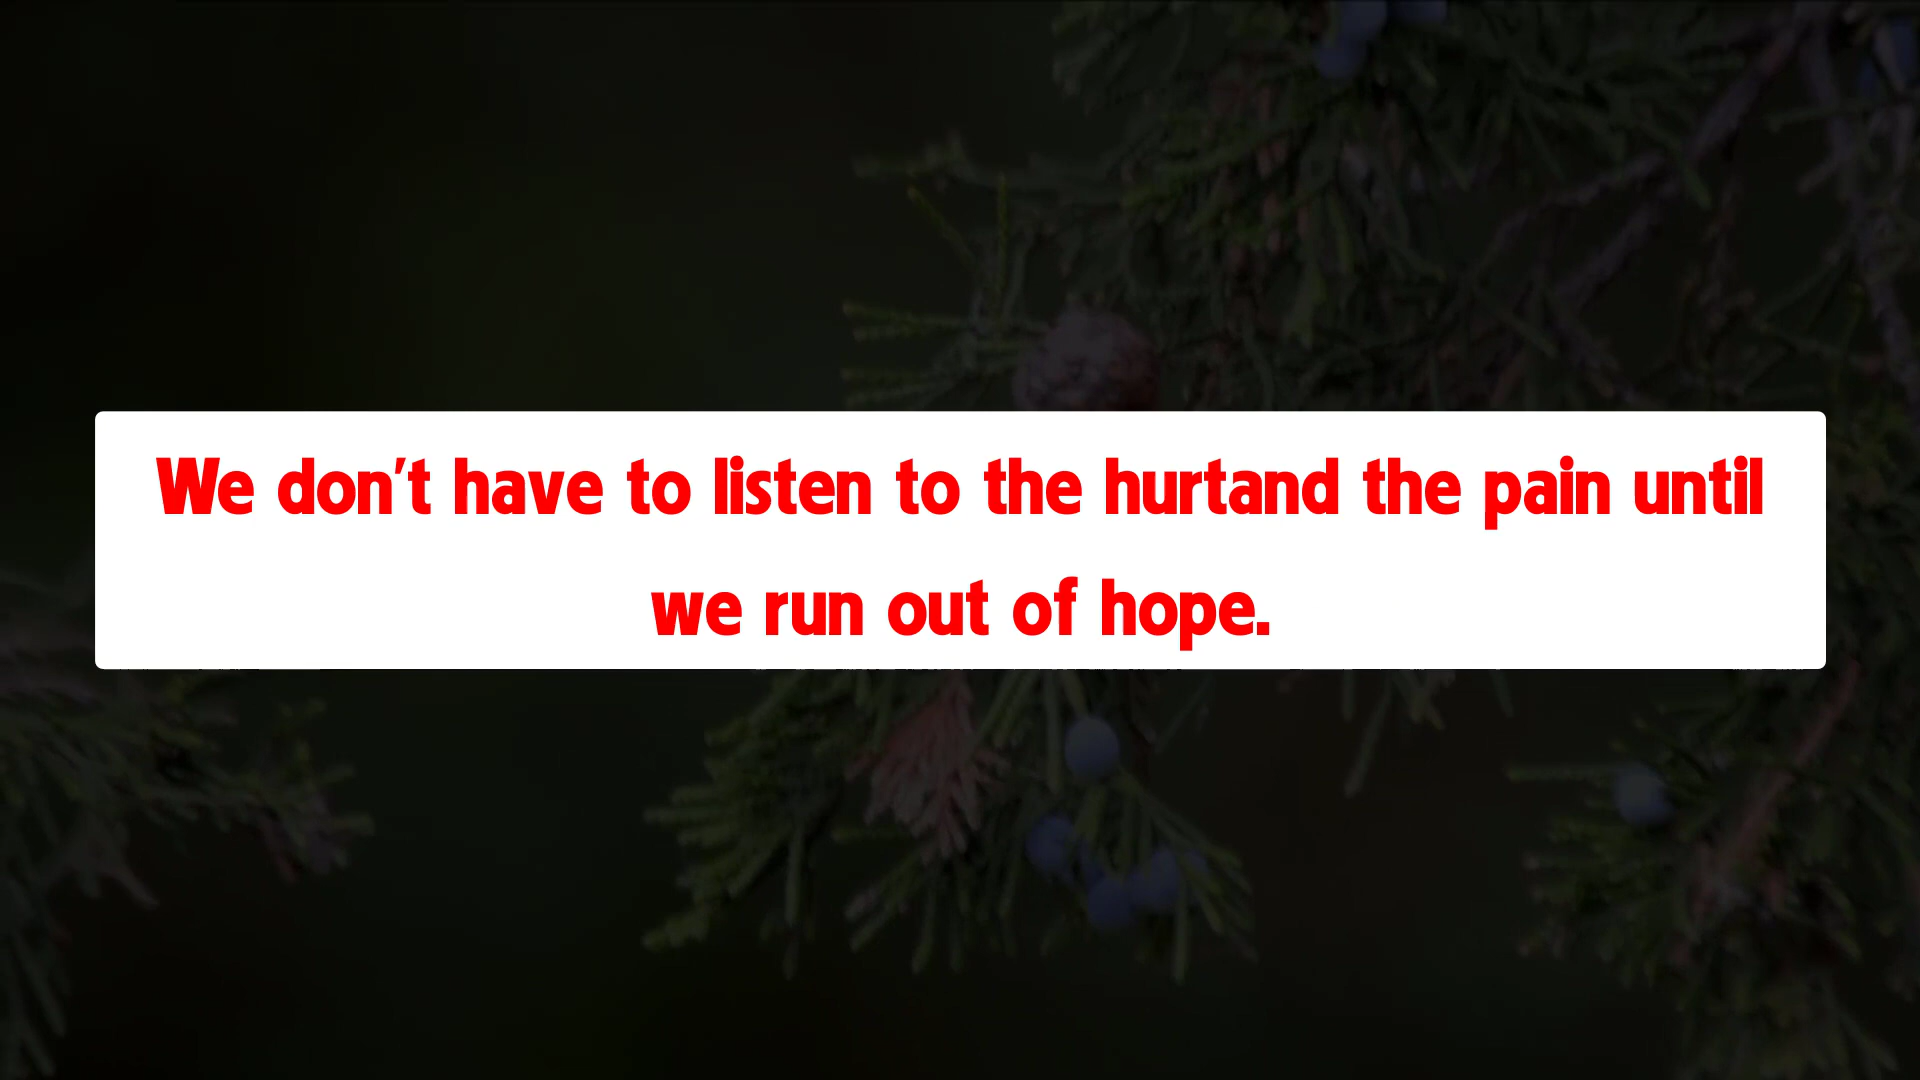 We don't have to listen to the hurtand the pain until
we run out of hope.